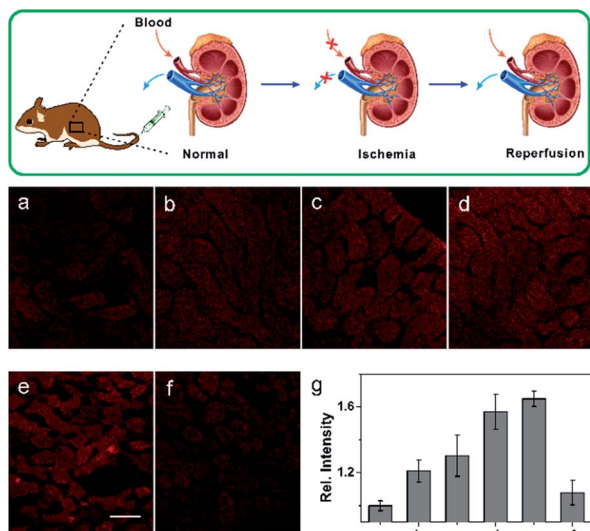 Blood
Normal
Ischemia
Reperfusion
a
b
c
d
e
f
g
Rel. Intensity
1.6
1.2